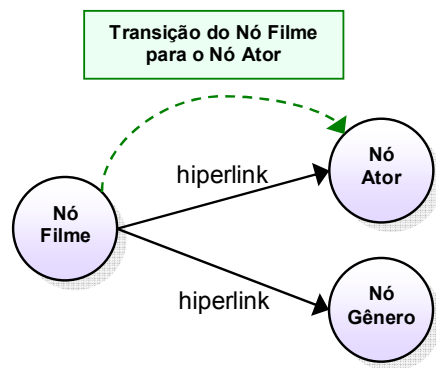 Transição do Nó Filme
para o Nó Ator
hiperlink
Nó
Ator
Nó
Filme
hiperlink
Nó
Gênero